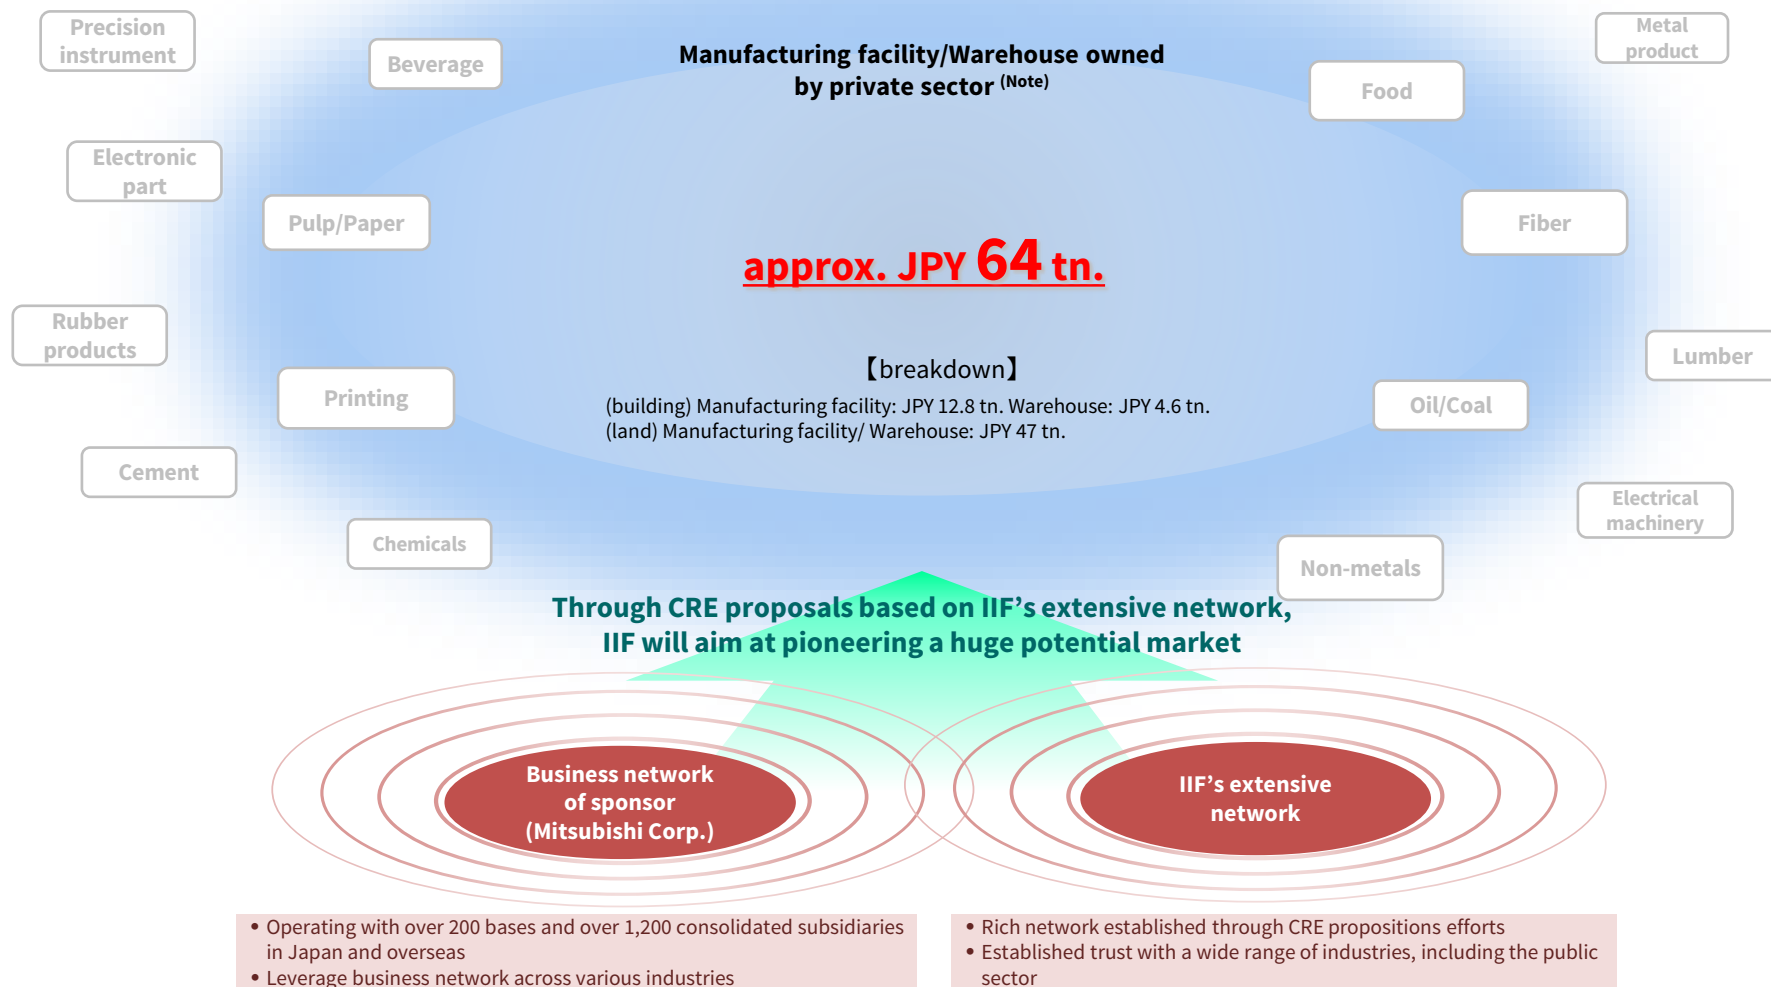 Precision
instrument
Beverage
Manufacturing facility/Warehouse owned
by private sector (Note)
Food
Metal
product
Electronic
part
Pulp/Paper
Fiber
approx. JPY 64 tn.
Rubber
products
Printing
【breakdown】
(building) Manufacturing facility: JPY 12.8 tn. Warehouse: JPY 4.6 tn.
(land) Manufacturing facility/ Warehouse: JPY 47 tn.
Oil/Coal
Lumber
Cement
Chemicals
Electrical
machinery
Non-metals
Through CRE proposals based on IIF’s extensive network,
IIF will aim at pioneering a huge potential market
Business network
of sponsor
(Mitsubishi Corp.)
IIF’s extensive
network
• Operating with over 200 bases and over 1,200 consolidated subsidiaries
in Japan and overseas
• Leverage business network across various industries
• Rich network established through CRE propositions efforts
• Established trust with a wide range of industries, including the public
sector